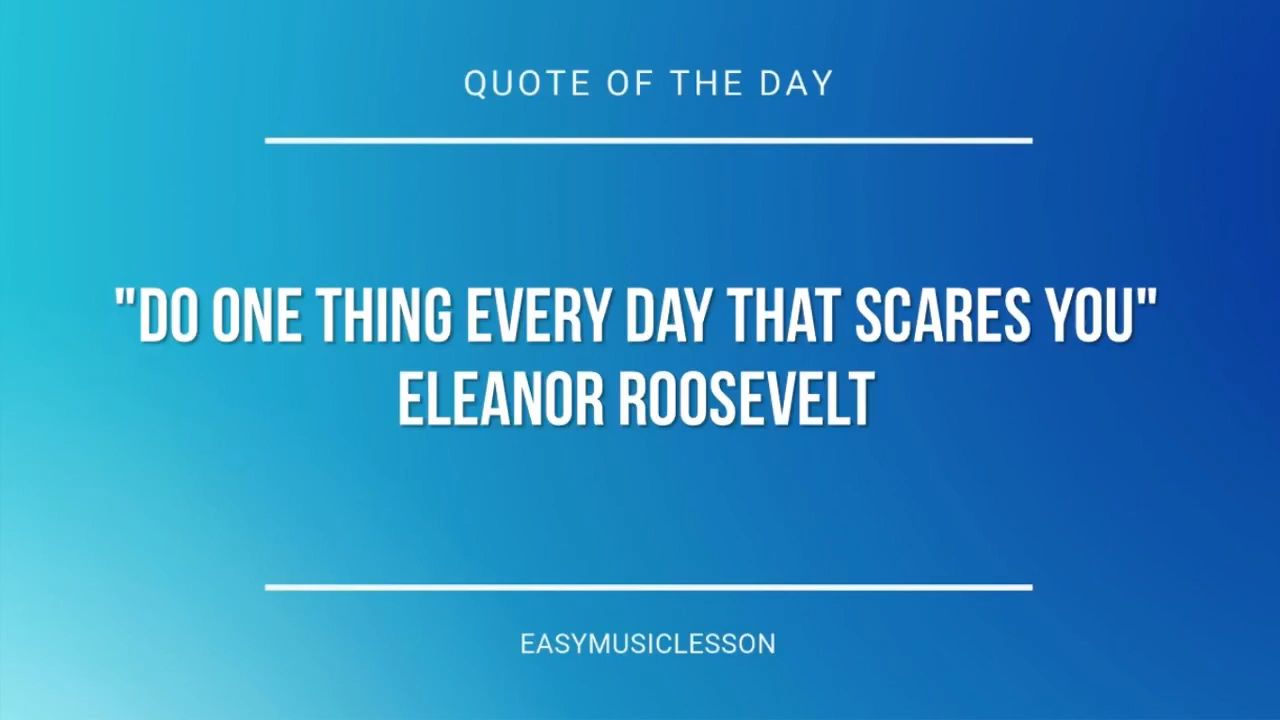 QUOTE OF THE DAY
"DO ONE THING EVERY DAY THAT SCARES YOU"
ELEANOR ROOSEVELT
EASYMUSICLESSON